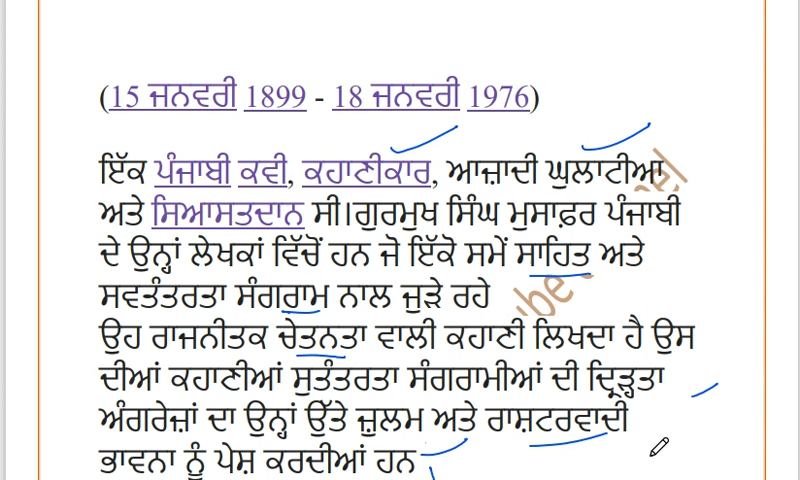 (15 ਜਨਵਰੀ 1899 - 18 ਜਨਵਰੀ 1976)
ਇੱਕ ਪੰਜਾਬੀ ਕਵੀ, ਕਹਾਣੀਕਾਰ, ਆਜ਼ਾਦੀ ਘੁਲਾਟੀਆ
ਅਤੇ ਸਿਆਸਤਦਾਨ ਸੀ।ਗੁਰਮੁਖ ਸਿੰਘ ਮੁਸਾਫ਼ਰ ਪੰਜਾਬੀ
ਦੇ ਉਨ੍ਹਾਂ ਲੇਖਕਾਂ ਵਿੱਚੋਂ ਹਨ ਜੋ ਇੱਕੋ ਸਮੇਂ ਸਾਹਿਤ ਅਤੇ
ਸਵਤੰਤਰਤਾ ਸੰਗਰਾਮ ਨਾਲ ਜੁੜੇ ਰਹੇ
ਉਹ ਰਾਜਨੀਤਕ ਚੇਤਨਤਾ ਵਾਲੀ ਕਹਾਣੀ ਲਿਖਦਾ ਹੈ ਉਸ
ਦੀਆਂ ਕਹਾਣੀਆਂ ਸੁਤੰਤਰਤਾ ਸੰਗਰਾਮੀਆਂ ਦੀ ਦ੍ਰਿੜ੍ਹਤਾ
ਅੰਗਰੇਜ਼ਾਂ ਦਾ ਉਨ੍ਹਾਂ ਉੱਤੇ ਜ਼ੁਲਮ ਅਤੇ ਰਾਸ਼ਟਰਵਾਦੀ
ਭਾਵਨਾ ਨੂੰ ਪੇਸ਼ ਕਰਦੀਆਂ ਹਨ